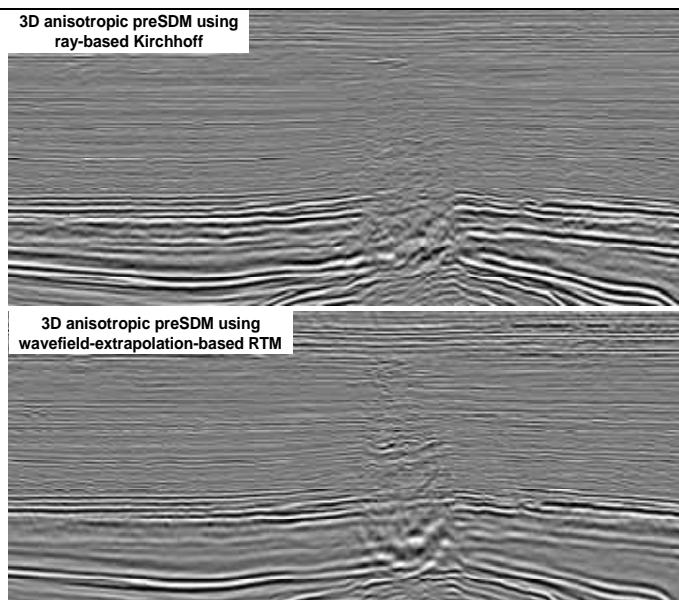 3D anisotropic preSDM using
ray-based Kirchhoff
3D anisotropic preSDM using
wavefield-extrapolation-based RTM